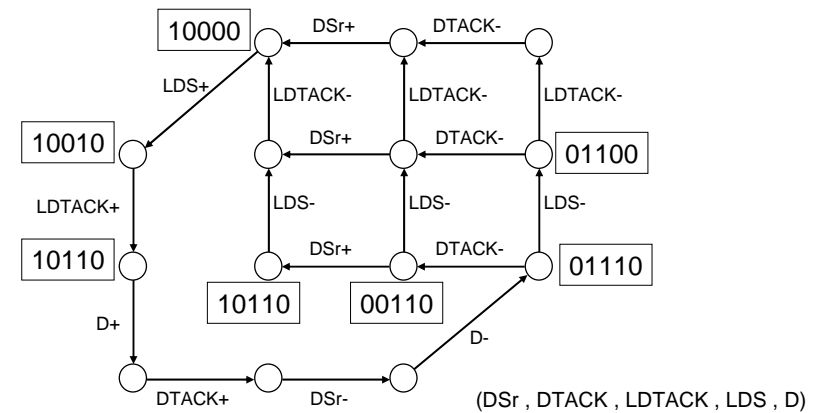 10000
DSr+
DTACK-
LDS+
LDTACK-
LDTACK-
LDTACK-
10010
DSr+
DTACK-
01100
LDTACK+
LDS-
LDS-
LDS-
10110
DSr+
DTACK-
01110
10110
00110
D+
D-
DTACK+
DSr-
(DSr , DTACK , LDTACK , LDS , D)